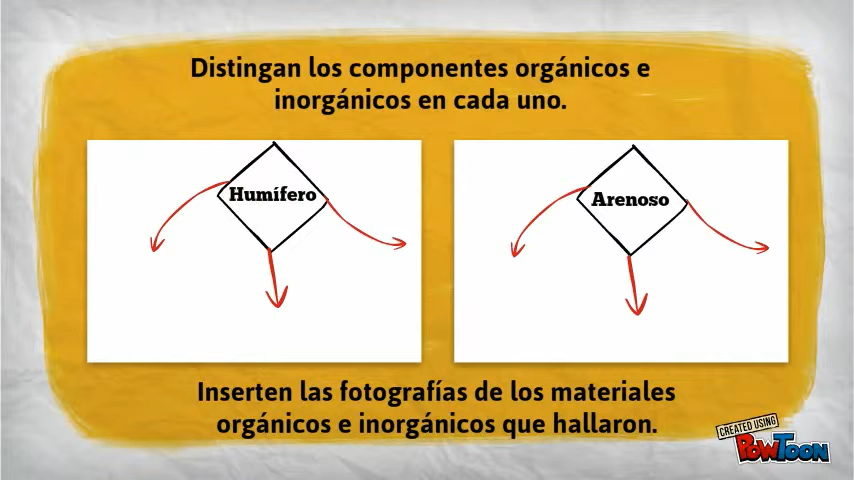 Distingan los componentes orgánicos e
inorgánicos en cada uno.
Humífero
Arenoso
Inserten las fotografías de los materiales
orgánicos e inorgánicos que hallaron.
CREATED USING
POWTOON